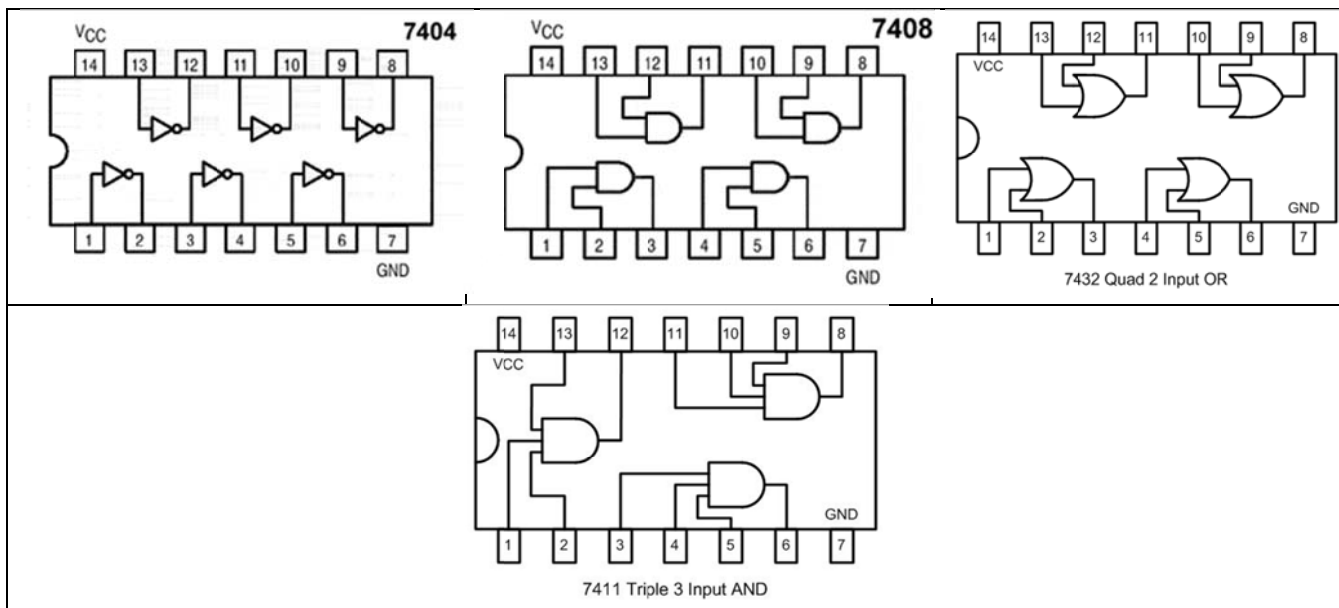 V_CC 7404
14 13 12 11 10 9 8
1 2 3 4 5 6 7
GND
V_CC 7408
14 13 12 11 10 9 8
1 2 3 4 5 6 7
GND
14 13 12 11 10 9 8
VCC
GND
1 2 3 4 5 6 7
7432 Quad 2 Input OR
14 13 12 11 10 9 8
VCC
GND
1 2 3 4 5 6 7
7411 Triple 3 Input AND